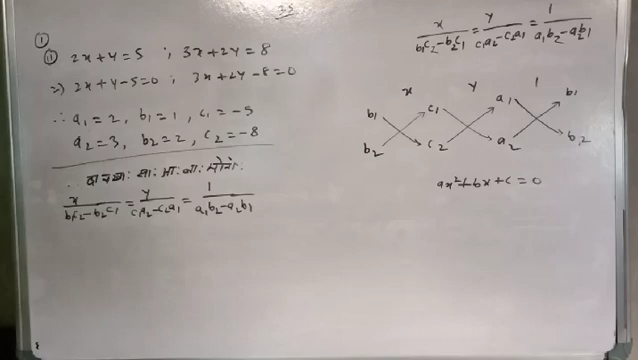 ①
(ii) 2x+y=5 ; 3x+2y=8
=) 2x+y-5=0 ; 3x+2y-8=0
∴ a₁=2, b₁=1, c₁=-5
a₂=3, b₂=2, c₂=-8
x/(b₁c₂-b₂c₁) = y/(c₁a₂-c₂a₁) = 1/(a₁b₂-a₂b₁)
x/(b₁c₂-b₂c₁) = y/(c₁a₂-c₂a₁) = 1/(a₁b₂-a₂b₁)
x y 1
b₁ c₁ a₁ b₁
b₂ c₂ a₂ b₂
ax²+bx+c=0